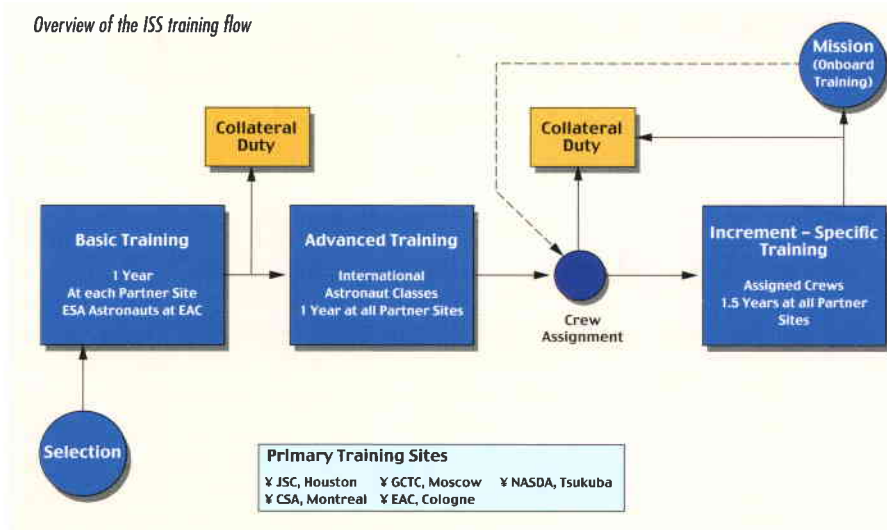 Overview of the ISS training flow
Mission
(Onboard
Training)
Collateral
Duty
Collateral
Duty
Basic Training
1 Year
At each Partner Site
ESA Astronauts at EAC
Advanced Training
International
Astronaut Classes
1 Year at all Partner Sites
Crew
Assignment
Increment – Specific
Training
Assigned Crews
1.5 Years at all Partner
Sites
Selection
Primary Training Sites
¥ JSC, Houston ¥ GCTC, Moscow ¥ NASDA, Tsukuba
¥ CSA, Montreal ¥ EAC, Cologne